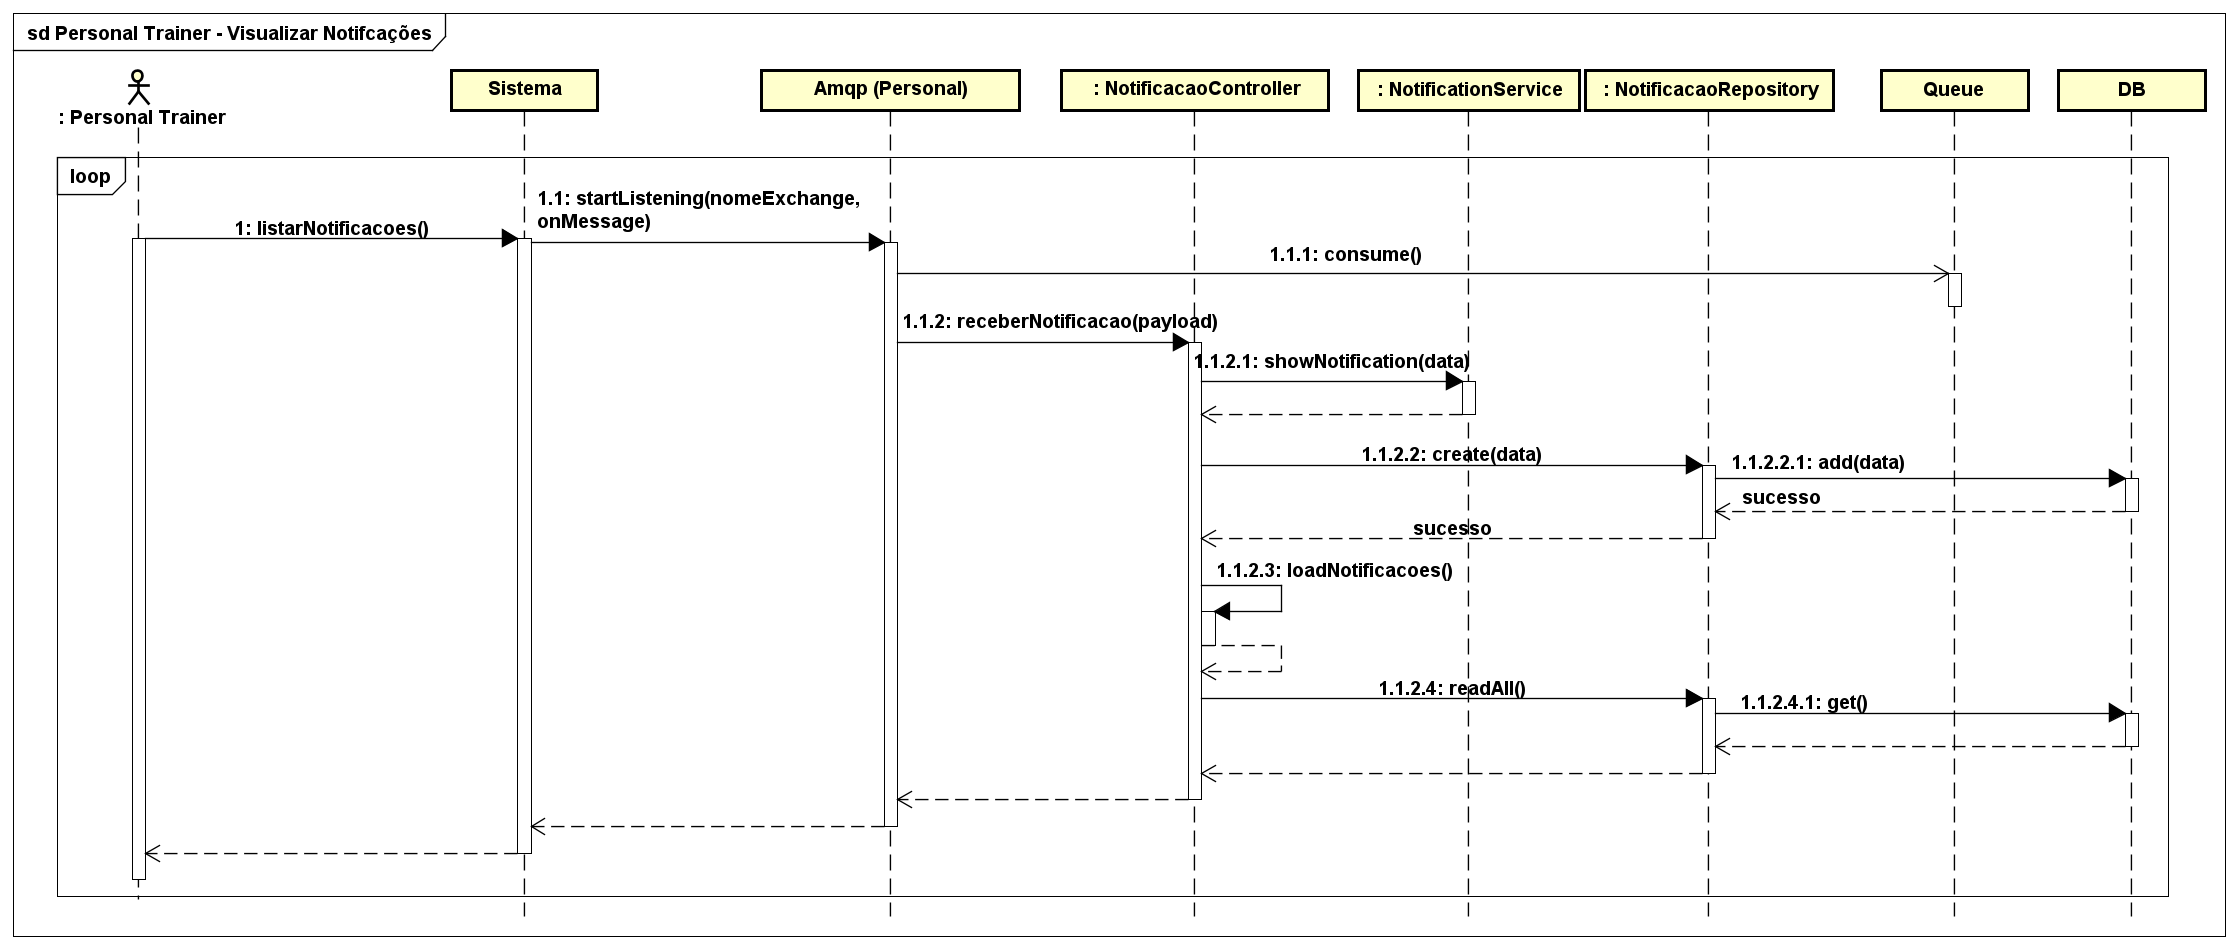 sd Personal Trainer - Visualizar Notifcações
: Personal Trainer
Sistema
Amqp (Personal)
: NotificacaoController
: NotificationService
: NotificacaoRepository
Queue
DB
loop
1: listarNotificacoes()
1.1: startListening(nomeExchange,
onMessage)
1.1.1: consume()
1.1.2: receberNotificacao(payload)
1.1.2.1: showNotification(data)
1.1.2.2: create(data)
1.1.2.2.1: add(data)
sucesso
sucesso
1.1.2.3: loadNotificacoes()
1.1.2.4: readAll()
1.1.2.4.1: get()